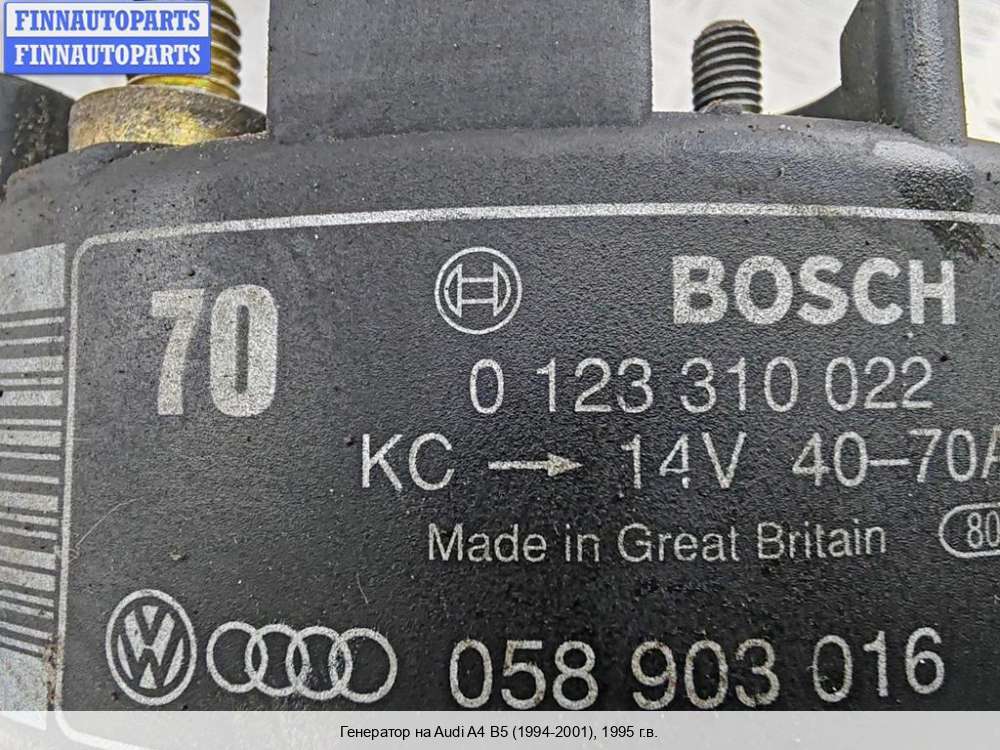 FINNAUTOPARTS
FINNAUTOPARTS
70
BOSCH
0 123 310 022
KC → 14V 40–70A
Made in Great Britain
80
058 903 016
Генератор на Audi A4 B5 (1994-2001), 1995 г.в.